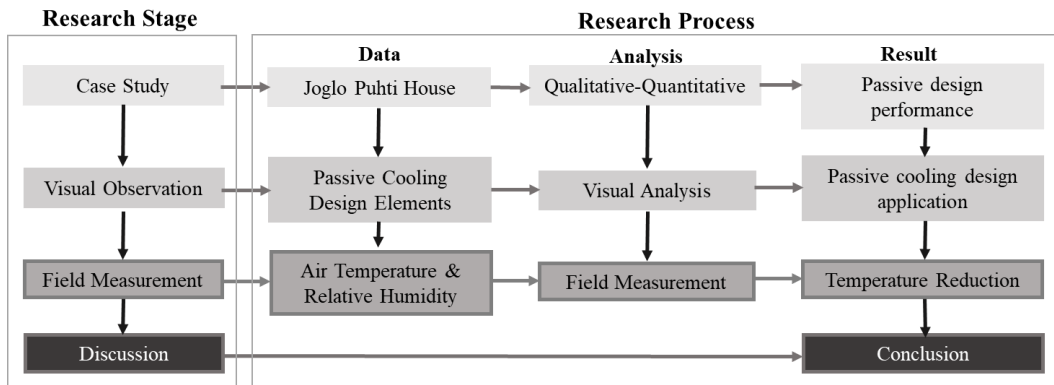 Research Stage
Research Process
Data
Analysis
Result
Case Study
Joglo Puhti House
Qualitative-Quantitative
Passive design
performance
Visual Observation
Passive Cooling
Design Elements
Visual Analysis
Passive cooling design
application
Field Measurement
Air Temperature &
Relative Humidity
Field Measurement
Temperature Reduction
Discussion
Conclusion